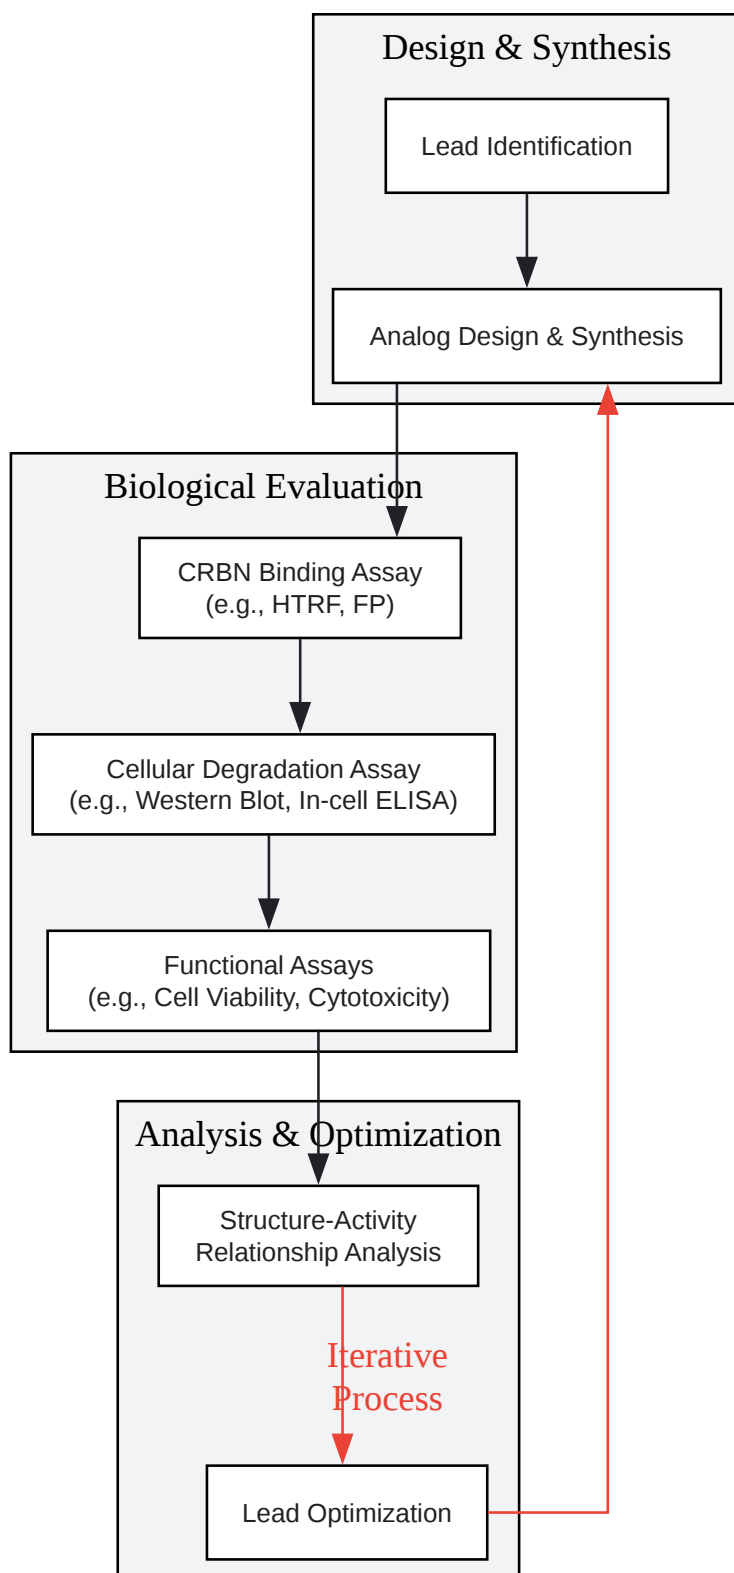 Design & Synthesis
Lead Identification
Analog Design & Synthesis
Biological Evaluation
CRBN Binding Assay
(e.g., HTRF, FP)
Cellular Degradation Assay
(e.g., Western Blot, In-cell ELISA)
Functional Assays
(e.g., Cell Viability, Cytotoxicity)
Analysis & Optimization
Structure-Activity
Relationship Analysis
Iterative
Process
Lead Optimization